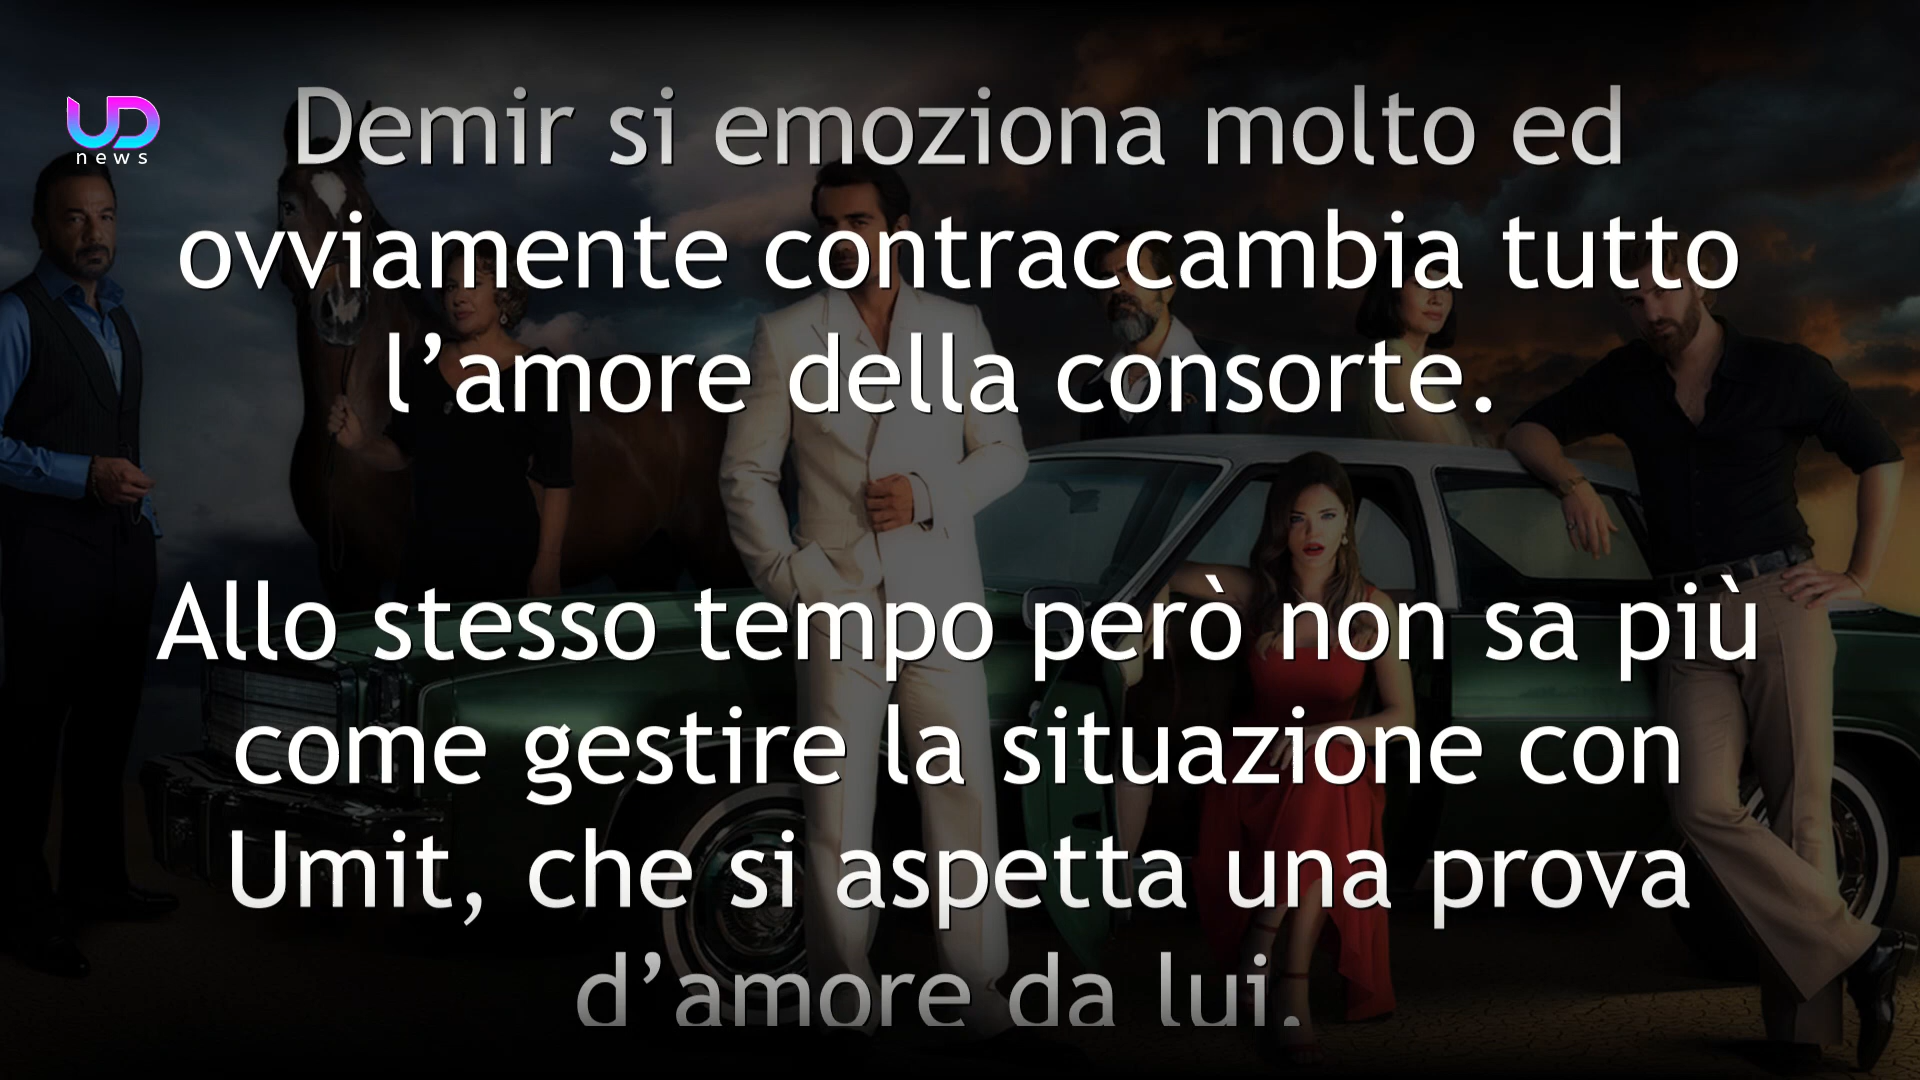 UD
news
Demir si emoziona molto ed
ovviamente contraccambia tutto
l’amore della consorte.
Allo stesso tempo però non sa più
come gestire la situazione con
Umit, che si aspetta una prova
d’amore da lui.